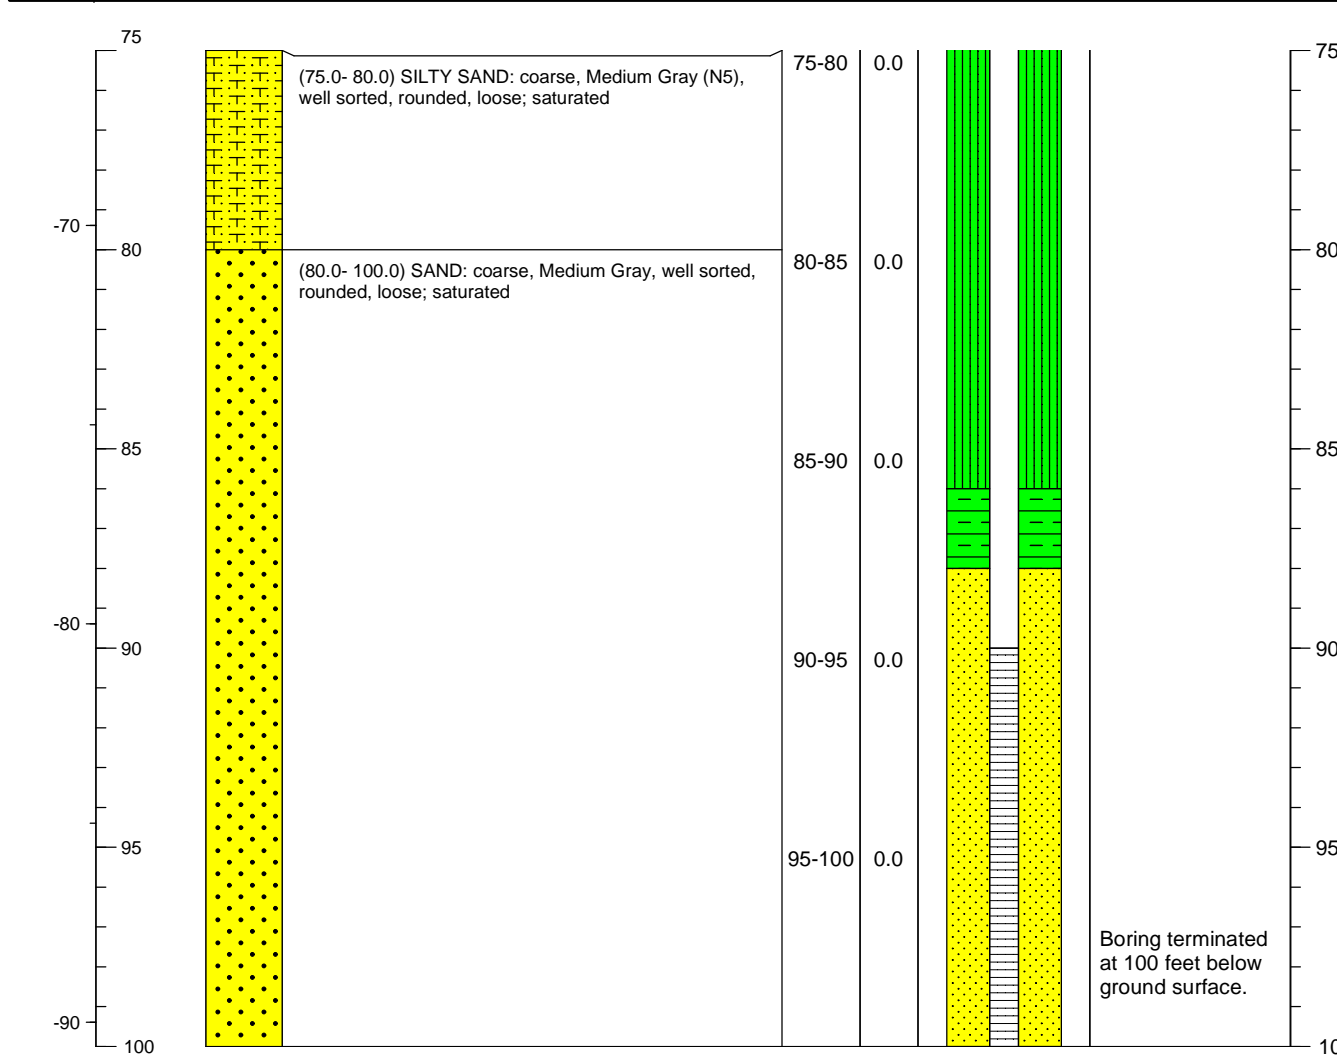 75
75-80 0.0 75
(75.0- 80.0) SILTY SAND: coarse, Medium Gray (N5),
well sorted, rounded, loose; saturated
-70
80 80-85 0.0 80
(80.0- 100.0) SAND: coarse, Medium Gray, well sorted,
rounded, loose; saturated
85 85-90 0.0 85
-80
90 90-95 0.0 90
95 95-100 0.0 95
Boring terminated
at 100 feet below
ground surface.
-90
100 10